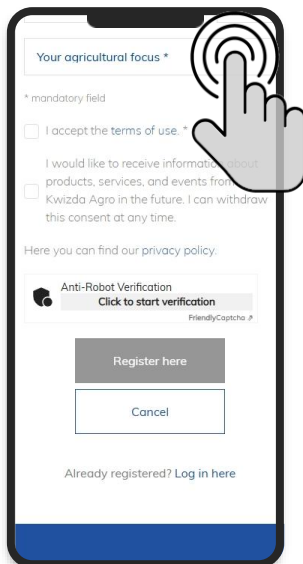 Your agricultural focus *
* mandatory field
I accept the terms of use. *
I would like to receive information about
products, services, and events from
Kwizda Agro in the future. I can withdraw
this consent at any time.
Here you can find our privacy policy.
Anti-Robot Verification
Click to start verification
FriendlyCaptcha ⇗
Register here
Cancel
Already registered? Log in here